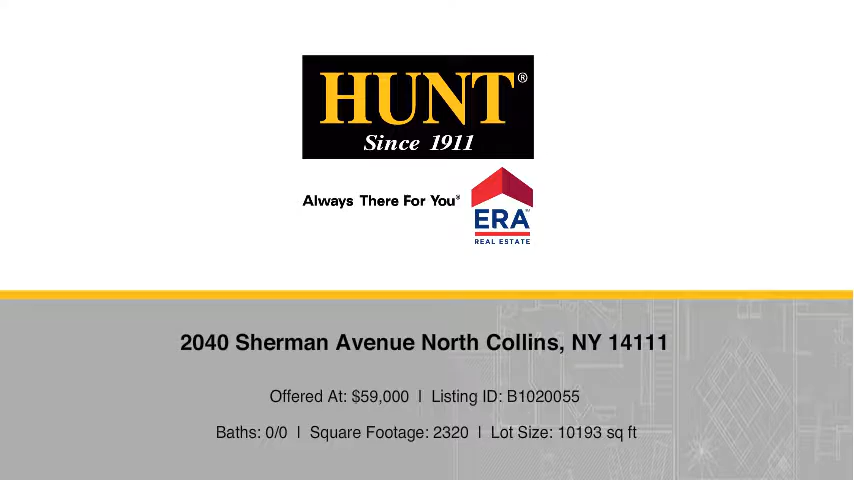 HUNT®
Since 1911
Always There For You®
ERA™
REAL ESTATE
2040 Sherman Avenue North Collins, NY 14111
Offered At: $59,000 | Listing ID: B1020055
Baths: 0/0 | Square Footage: 2320 | Lot Size: 10193 sq ft